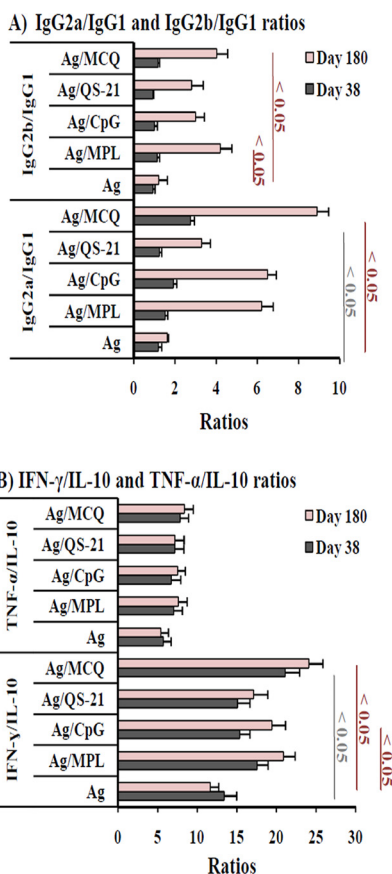 A) IgG2a/IgG1 and IgG2b/IgG1 ratios
IgG2b/IgG1
Ag/MCQ
Ag/QS-21
Ag/CpG
Ag/MPL
Ag
IgG2a/IgG1
Ag/MCQ
Ag/QS-21
Ag/CpG
Ag/MPL
Ag
Day 180
Day 38
< 0.05
< 0.05
< 0.05
< 0.05
0 2 4 6 8 10
Ratios
B) IFN-γ/IL-10 and TNF-α/IL-10 ratios
TNF-α/IL-10
Ag/MCQ
Ag/QS-21
Ag/CpG
Ag/MPL
Ag
IFN-γ/IL-10
Ag/MCQ
Ag/QS-21
Ag/CpG
Ag/MPL
Ag
Day 180
Day 38
< 0.05
< 0.05
< 0.05
0 5 10 15 20 25 30
Ratios